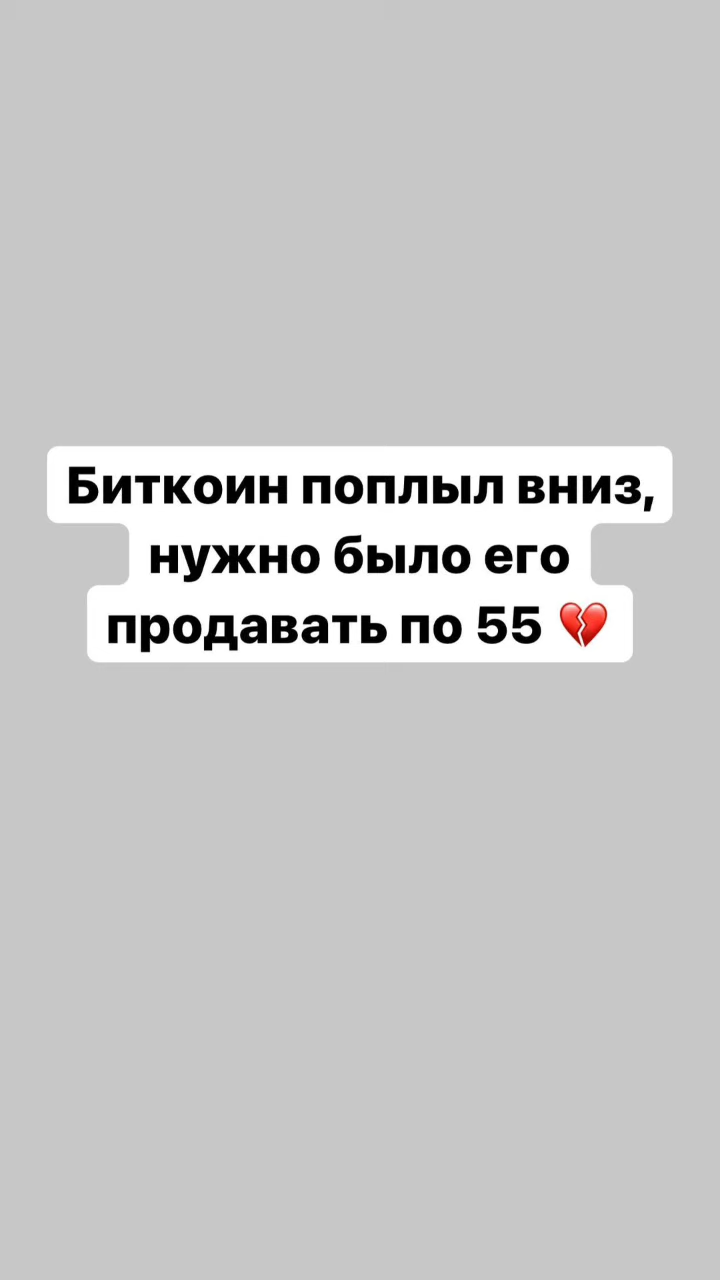 Биткоин поплыл вниз,
нужно было его
продавать по 55 💔